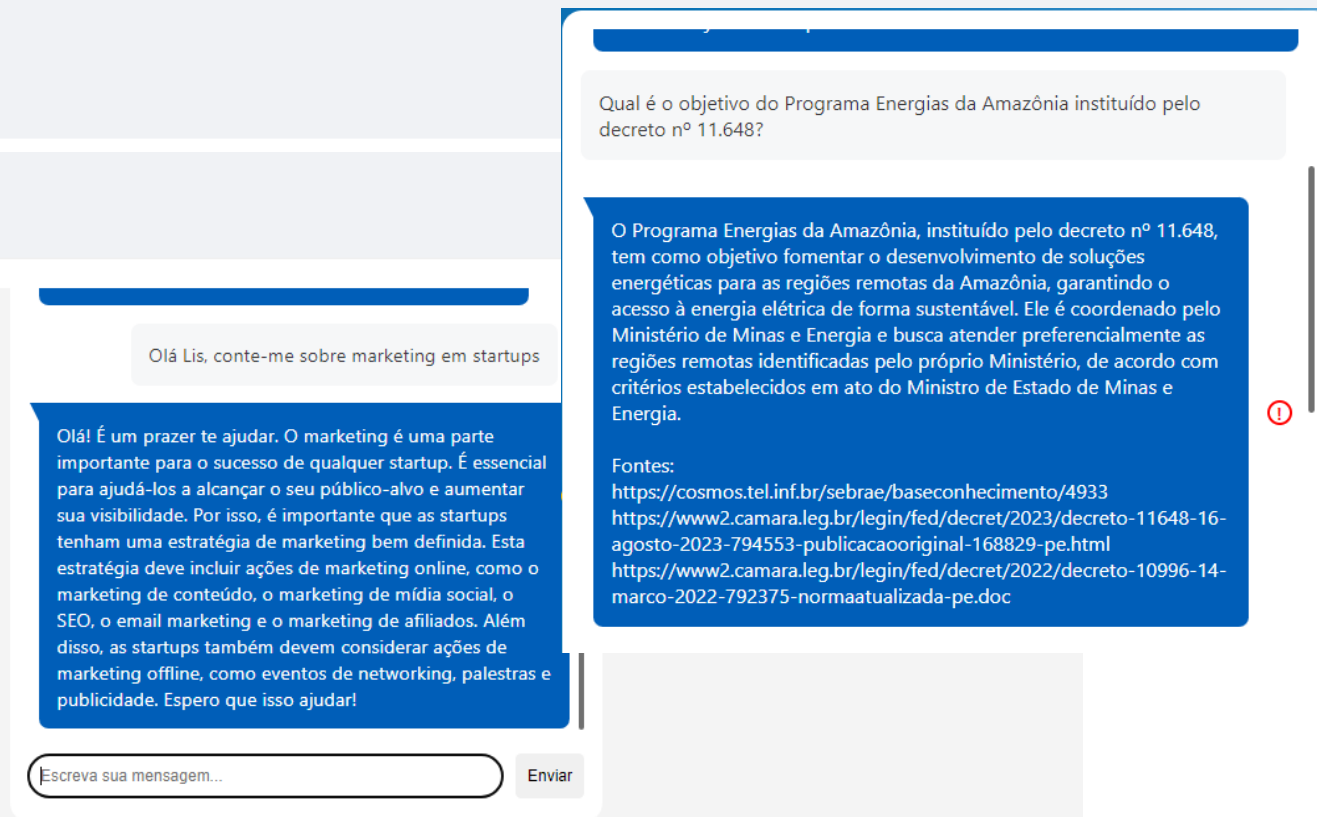 Olá Lis, conte-me sobre marketing em startups
Olá! É um prazer te ajudar. O marketing é uma parte
importante para o sucesso de qualquer startup. É essencial
para ajudá-los a alcançar o seu público-alvo e aumentar
sua visibilidade. Por isso, é importante que as startups
tenham uma estratégia de marketing bem definida. Esta
estratégia deve incluir ações de marketing online, como o
marketing de conteúdo, o marketing de mídia social, o
SEO, o email marketing e o marketing de afiliados. Além
disso, as startups também devem considerar ações de
marketing offline, como eventos de networking, palestras e
publicidade. Espero que isso ajudar!
Escreva sua mensagem...
Enviar
Qual é o objetivo do Programa Energias da Amazônia instituído pelo
decreto nº 11.648?
O Programa Energias da Amazônia, instituído pelo decreto nº 11.648,
tem como objetivo fomentar o desenvolvimento de soluções
energéticas para as regiões remotas da Amazônia, garantindo o
acesso à energia elétrica de forma sustentável. Ele é coordenado pelo
Ministério de Minas e Energia e busca atender preferencialmente as
regiões remotas identificadas pelo próprio Ministério, de acordo com
critérios estabelecidos em ato do Ministro de Estado de Minas e
Energia.
Fontes:
https://cosmos.tel.inf.br/sebrae/baseconhecimento/4933
https://www2.camara.leg.br/legin/fed/decret/2023/decreto-11648-16-
agosto-2023-794553-publicacaooriginal-168829-pe.html
https://www2.camara.leg.br/legin/fed/decret/2022/decreto-10996-14-
marco-2022-792375-normaatualizada-pe.doc